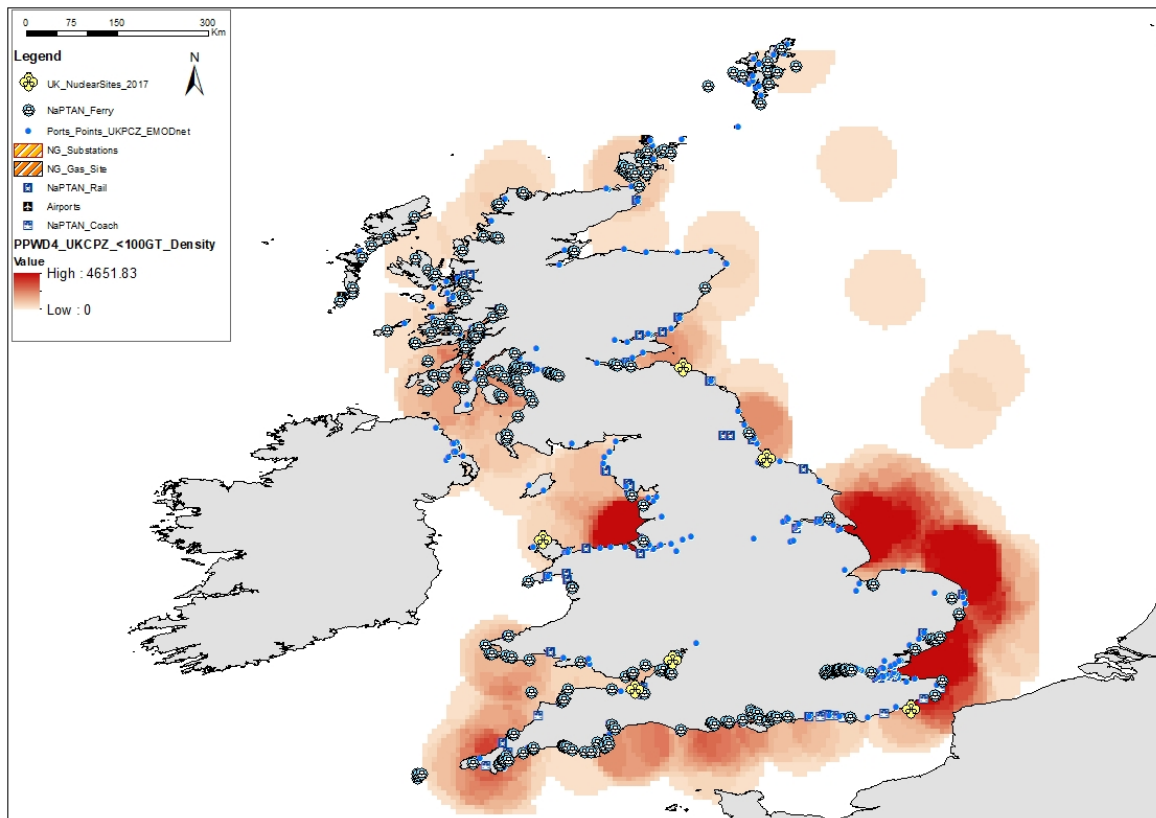 0 75 150 300
Km
Legend
N
UK_NuclearSites_2017
NaPTAN_Ferry
Ports_Points_UKPCZ_EMODnet
NG_Substations
NG_Gas_Site
NaPTAN_Rail
Airports
NaPTAN_Coach
PPWD4_UKCPZ_<100GT_Density
Value
High : 4651.83
Low : 0